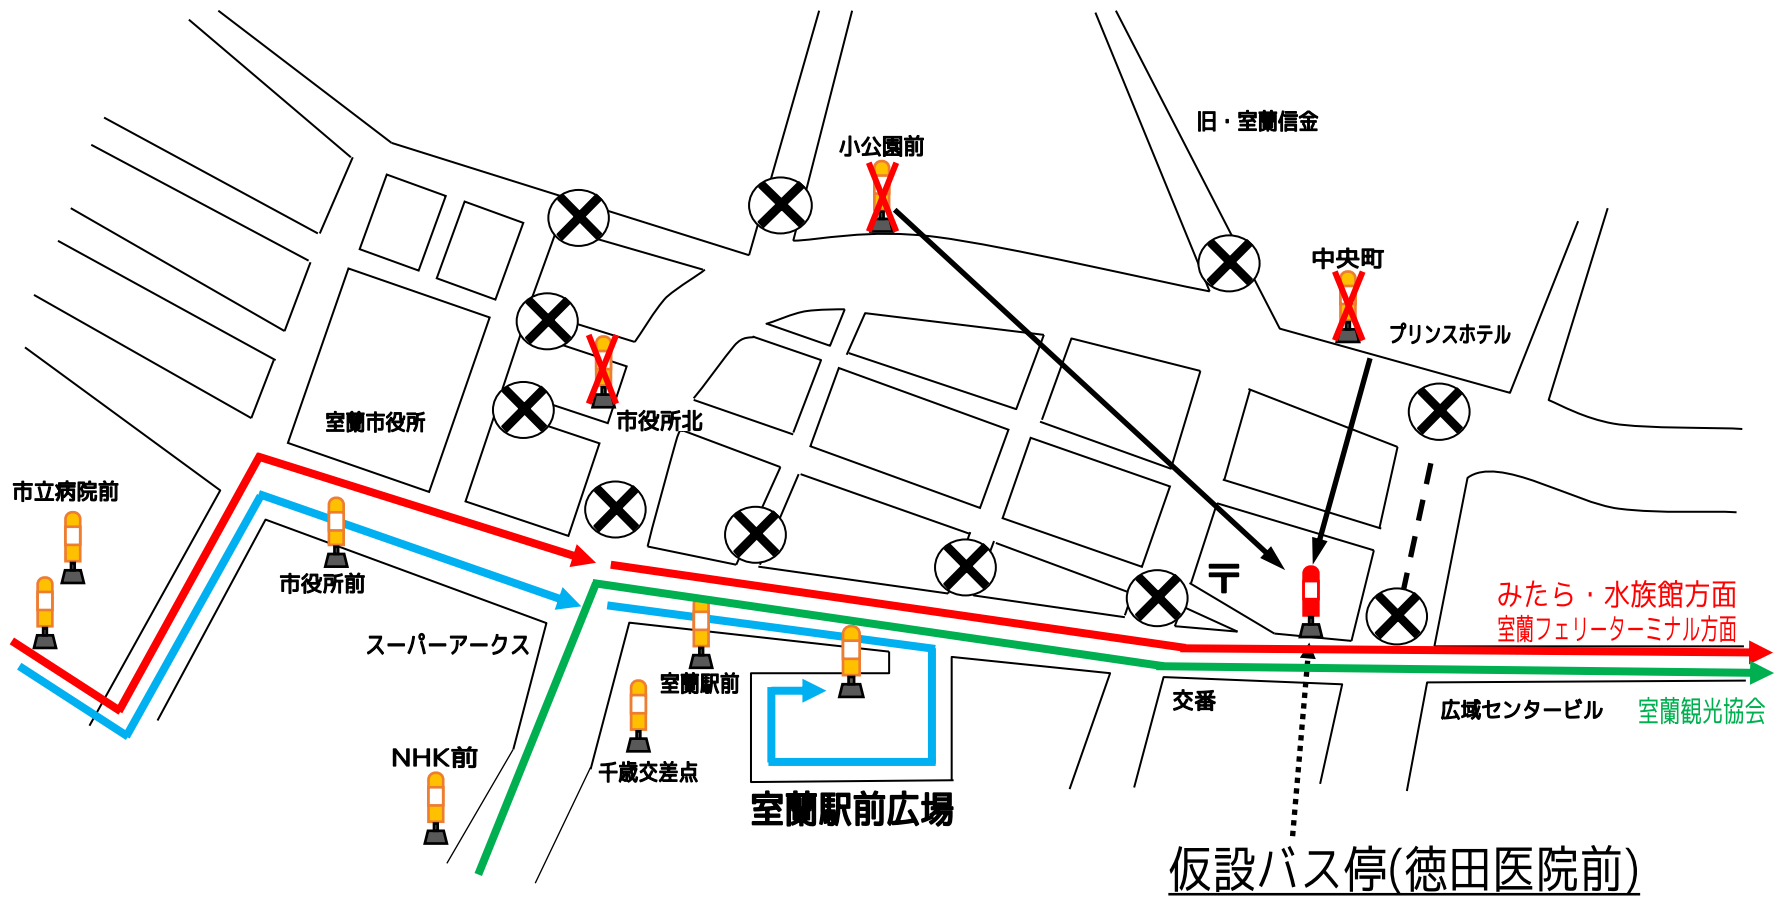 旧・室蘭信金
小公園前
中央町
プリンスホテル
室蘭市役所
市役所北
市立病院前
市役所前
〒
みたら・水族館方面
室蘭フェリーターミナル方面
スーパーアークス
室蘭駅前
交番
広域センタービル
室蘭観光協会
NHK前
千歳交差点
室蘭駅前広場
仮設バス停(徳田医院前)